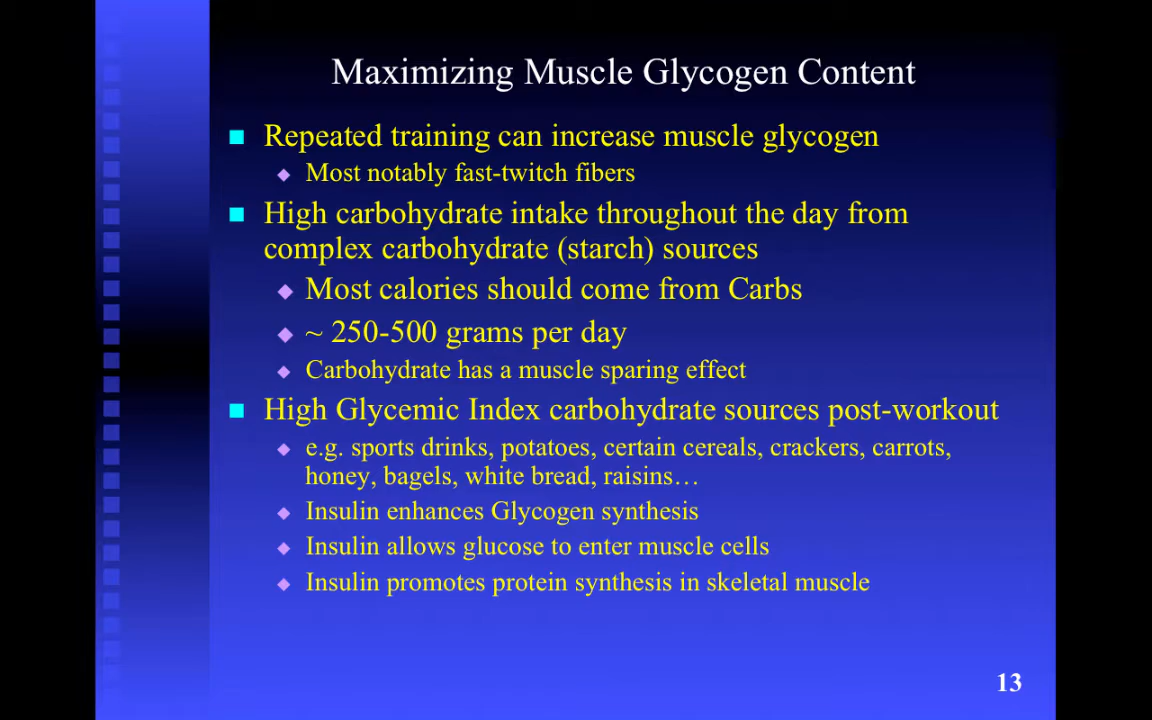 Maximizing Muscle Glycogen Content
Repeated training can increase muscle glycogen
Most notably fast-twitch fibers
High carbohydrate intake throughout the day from
complex carbohydrate (starch) sources
Most calories should come from Carbs
~ 250-500 grams per day
Carbohydrate has a muscle sparing effect
High Glycemic Index carbohydrate sources post-workout
e.g. sports drinks, potatoes, certain cereals, crackers, carrots,
honey, bagels, white bread, raisins…
Insulin enhances Glycogen synthesis
Insulin allows glucose to enter muscle cells
Insulin promotes protein synthesis in skeletal muscle
13